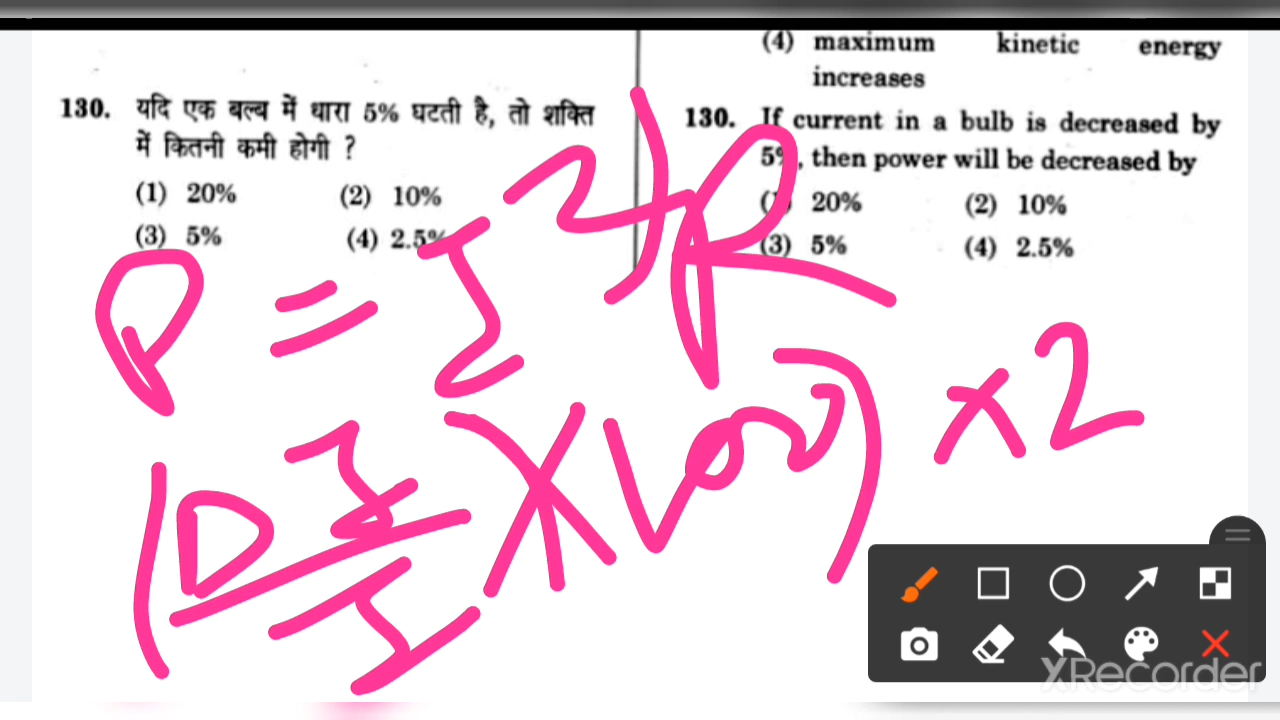 (4) maximum kinetic energy
increases
130. यदि एक बल्ब में धारा 5% घटती है, तो शक्ति
में कितनी कमी होगी ?
(1) 20% (2) 10%
(3) 5% (4) 2.5%
130. If current in a bulb is decreased by
5%, then power will be decreased by
(1) 20% (2) 10%
(3) 5% (4) 2.5%
P = I²R
(DI/I × 100) × 2
XRecorder